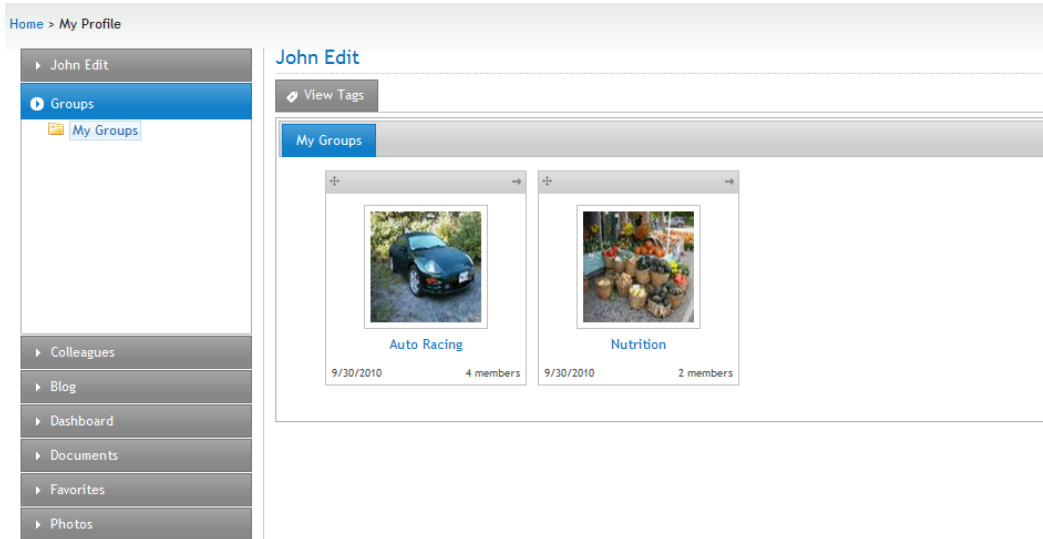 Home > My Profile
John Edit
Groups
My Groups
Colleagues
Blog
Dashboard
Documents
Favorites
Photos
John Edit
View Tags
My Groups
Auto Racing
9/30/2010 4 members
Nutrition
9/30/2010 2 members